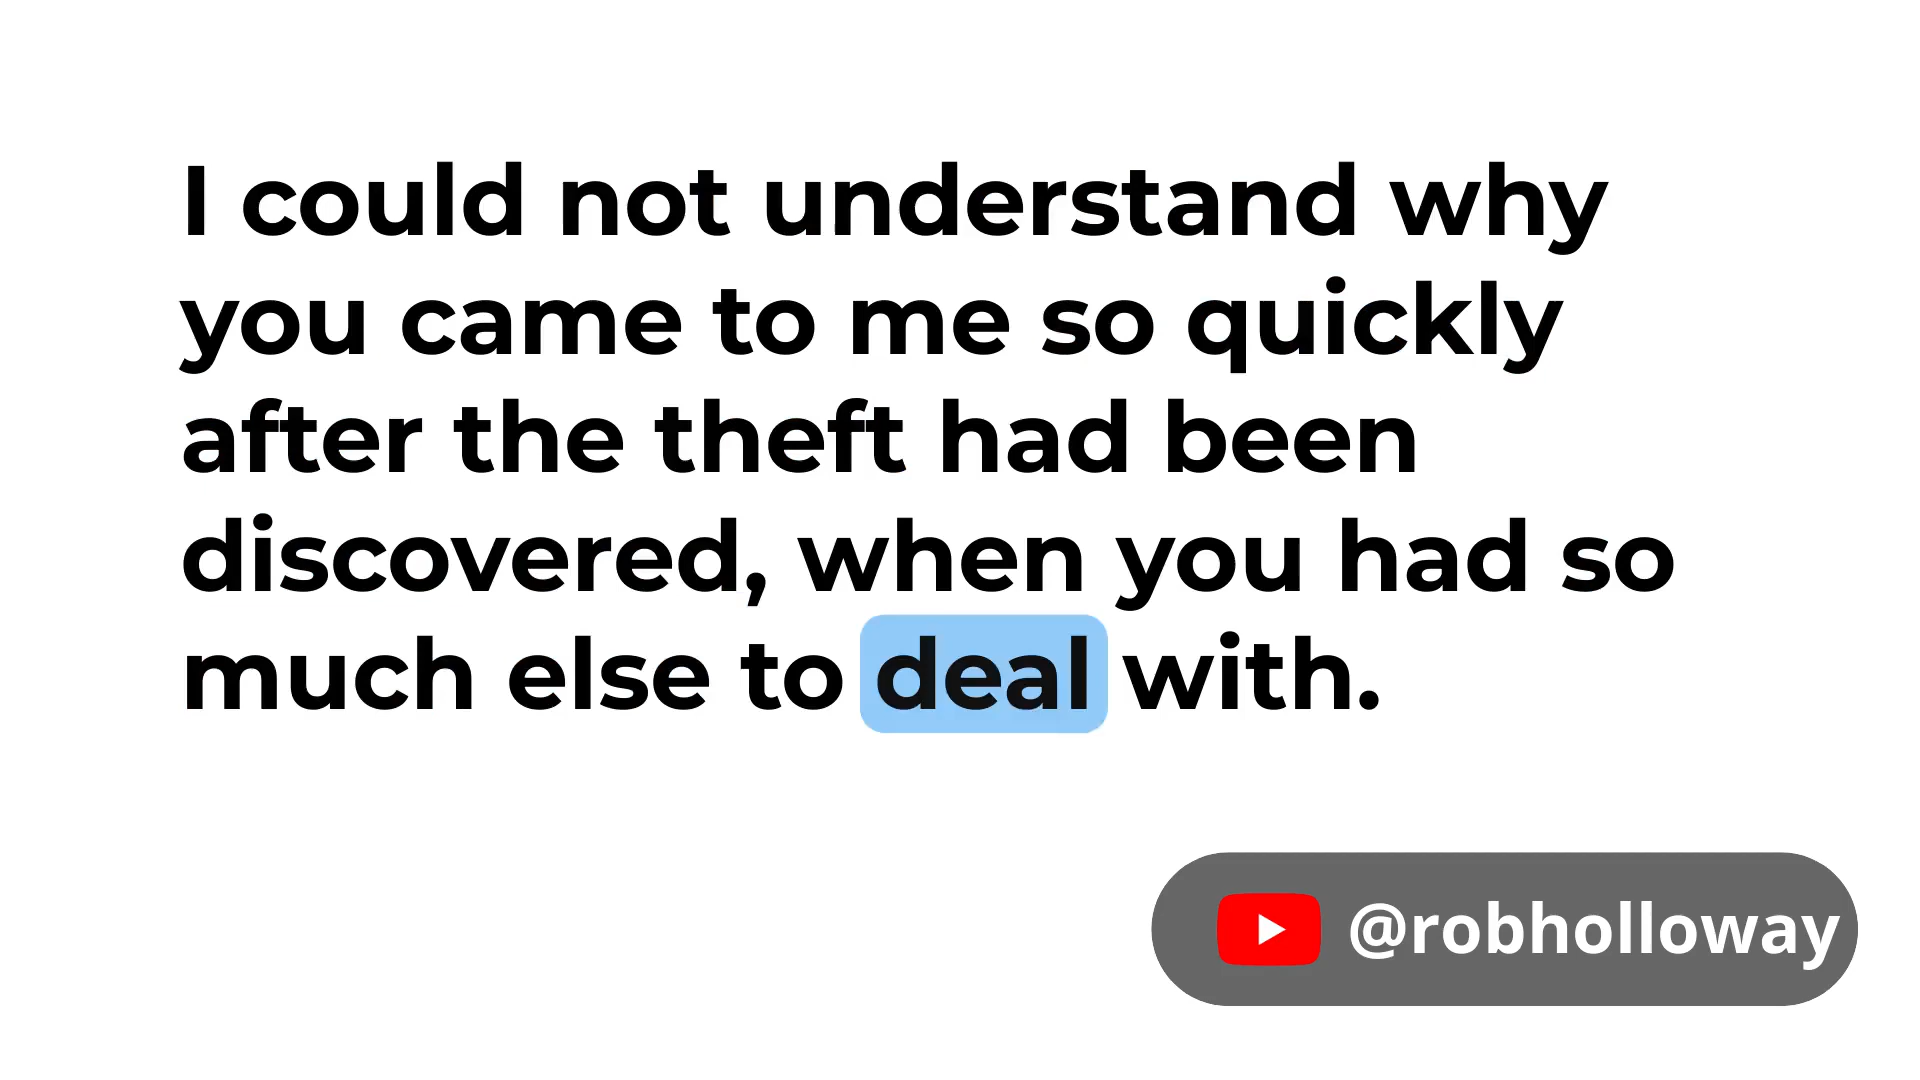 I could not understand why
you came to me so quickly
after the theft had been
discovered, when you had so
much else to deal with.
@robholloway